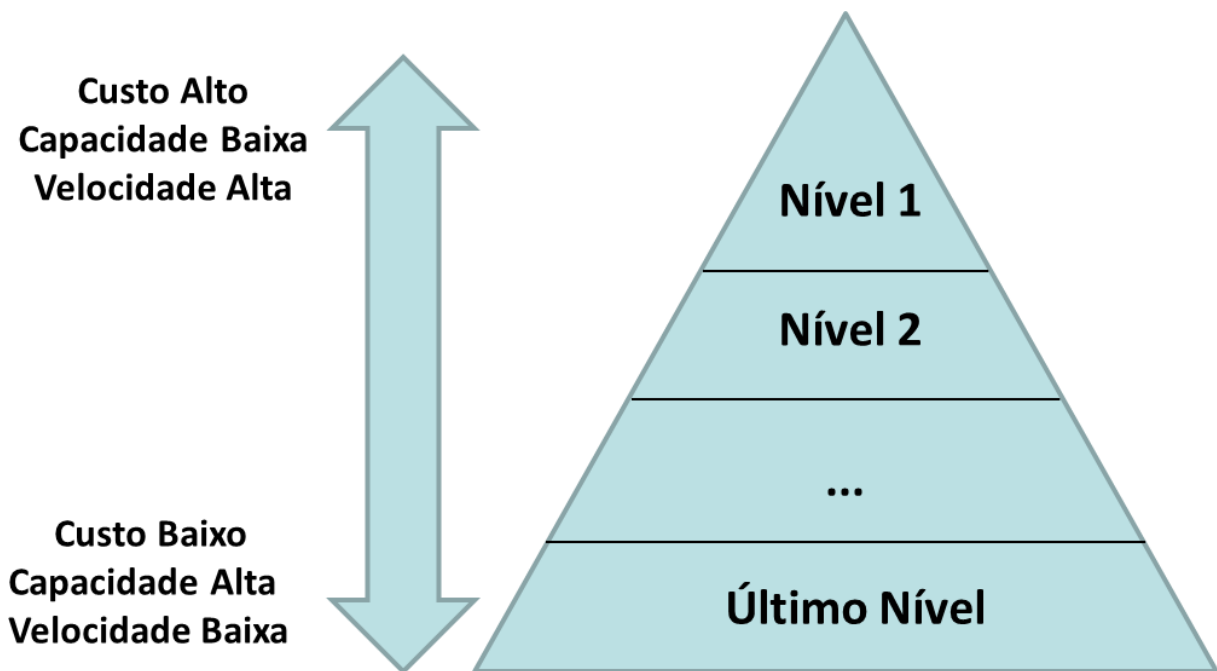 Custo Alto
Capacidade Baixa
Velocidade Alta
Nível 1
Nível 2
...
Custo Baixo
Capacidade Alta
Velocidade Baixa
Último Nível